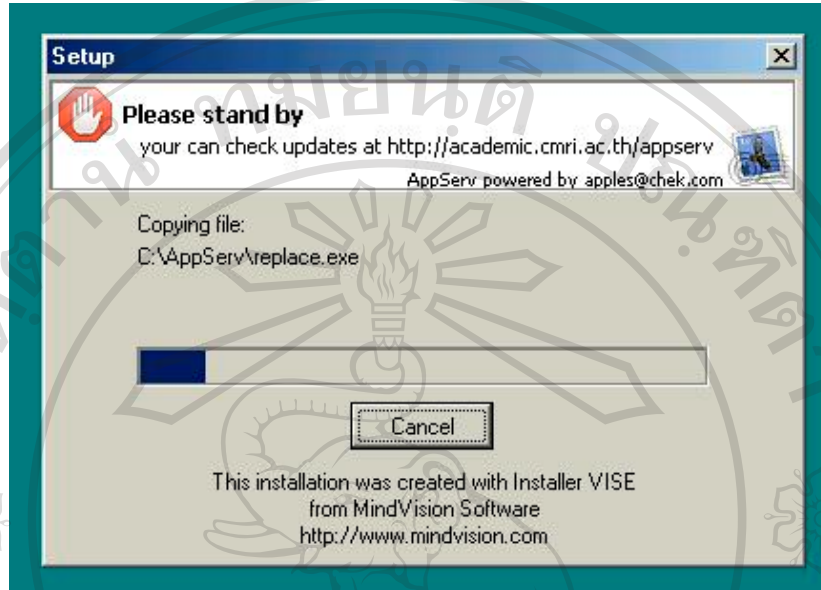 Setup
Please stand by
your can check updates at http://academic.cmri.ac.th/appserv
AppServ powered by apples@chek.com
Copying file:
C:\AppServ\replace.exe
Cancel
This installation was created with Installer VISE
from MindVision Software
http://www.mindvision.com